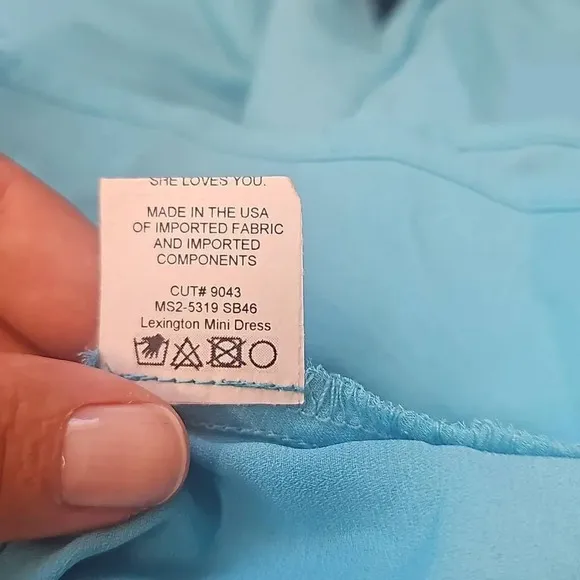 SHE LOVES YOU.
MADE IN THE USA
OF IMPORTED FABRIC
AND IMPORTED
COMPONENTS
CUT# 9043
MS2-5319 SB46
Lexington Mini Dress